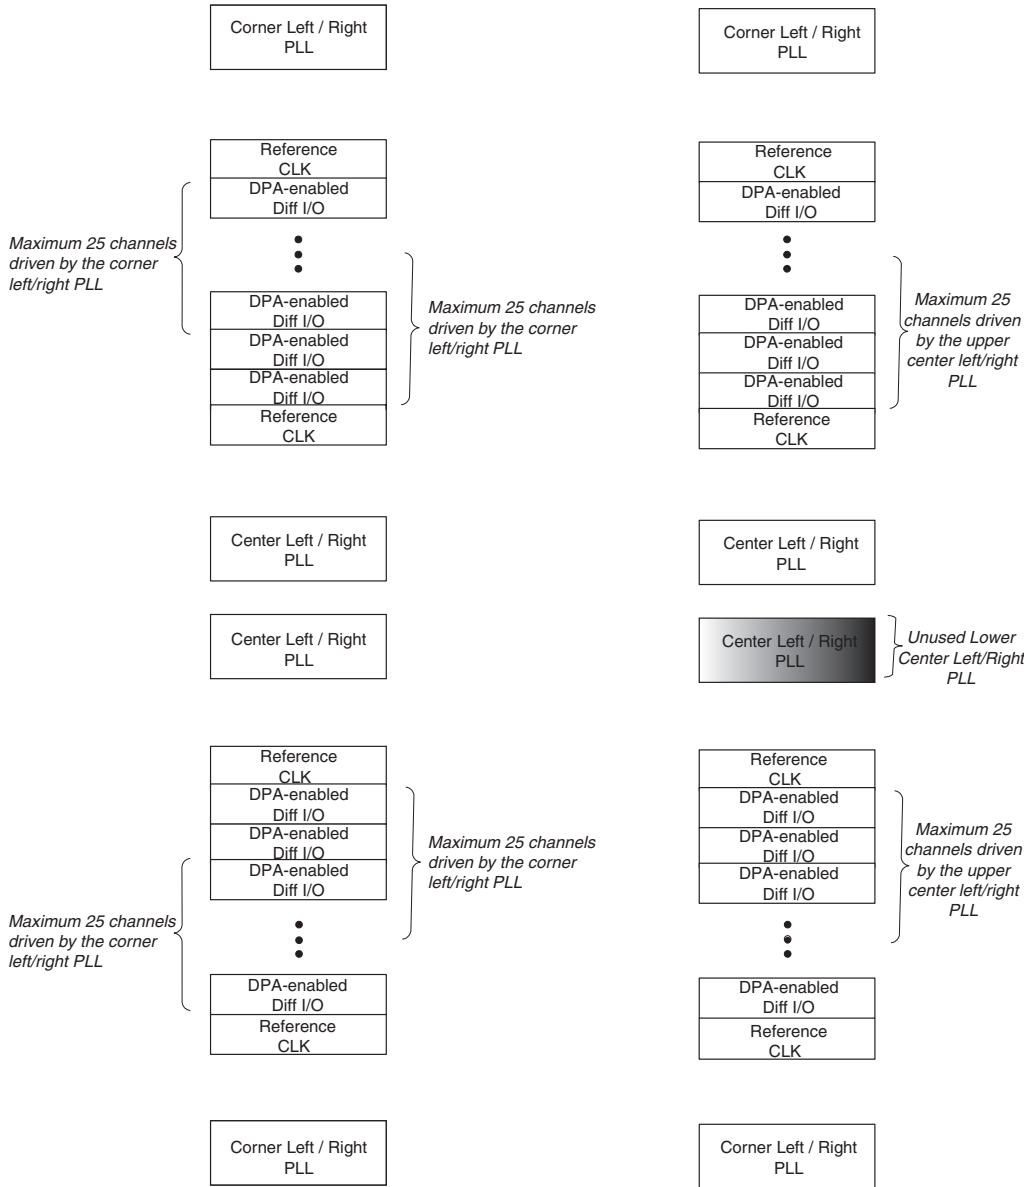 Corner Left / Right
PLL
Reference
CLK
DPA-enabled
Diff I/O
Maximum 25 channels
driven by the corner
left/right PLL
DPA-enabled
Diff I/O
DPA-enabled
Diff I/O
DPA-enabled
Diff I/O
Reference
CLK
Maximum 25 channels
driven by the corner
left/right PLL
Center Left / Right
PLL
Center Left / Right
PLL
Reference
CLK
DPA-enabled
Diff I/O
DPA-enabled
Diff I/O
DPA-enabled
Diff I/O
Maximum 25 channels
driven by the corner
left/right PLL
Maximum 25 channels
driven by the corner
left/right PLL
DPA-enabled
Diff I/O
Reference
CLK
Corner Left / Right
PLL
Corner Left / Right
PLL
Reference
CLK
DPA-enabled
Diff I/O
DPA-enabled
Diff I/O
DPA-enabled
Diff I/O
DPA-enabled
Diff I/O
Reference
CLK
Maximum 25
channels driven
by the upper
center left/right
PLL
Center Left / Right
PLL
Center Left / Right
PLL
Unused Lower
Center Left/Right
PLL
Reference
CLK
DPA-enabled
Diff I/O
DPA-enabled
Diff I/O
DPA-enabled
Diff I/O
Maximum 25
channels driven
by the upper
center left/right
PLL
DPA-enabled
Diff I/O
Reference
CLK
Corner Left / Right
PLL